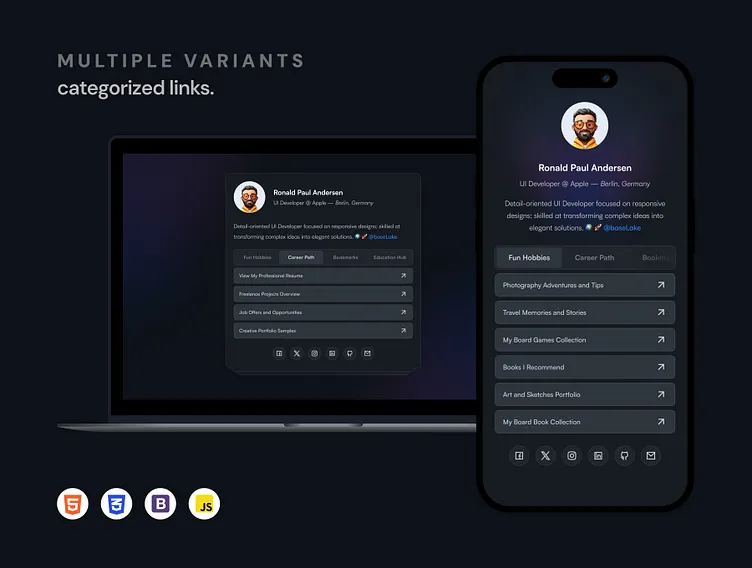 MULTIPLE VARIANTS
categorized links.
Ronald Paul Andersen
UI Developer @ Apple — Berlin, Germany
Detail-oriented UI Developer focused on responsive designs; skilled at
transforming complex ideas into elegant solutions. 🌍 🚀 @baseLake
Fun Hobbies
Career Path
Bookmarks
Education Hub
View My Professional Resume
Freelance Projects Overview
Job Offers and Opportunities
Creative Portfolio Samples
Ronald Paul Andersen
UI Developer @ Apple — Berlin, Germany
Detail-oriented UI Developer focused on responsive
designs; skilled at transforming complex ideas into
elegant solutions. 🌍 🚀 @baseLake
Fun Hobbies
Career Path
Bookm
Photography Adventures and Tips
Travel Memories and Stories
My Board Games Collection
Books I Recommend
Art and Sketches Portfolio
My Board Book Collection
5
3
B
JS